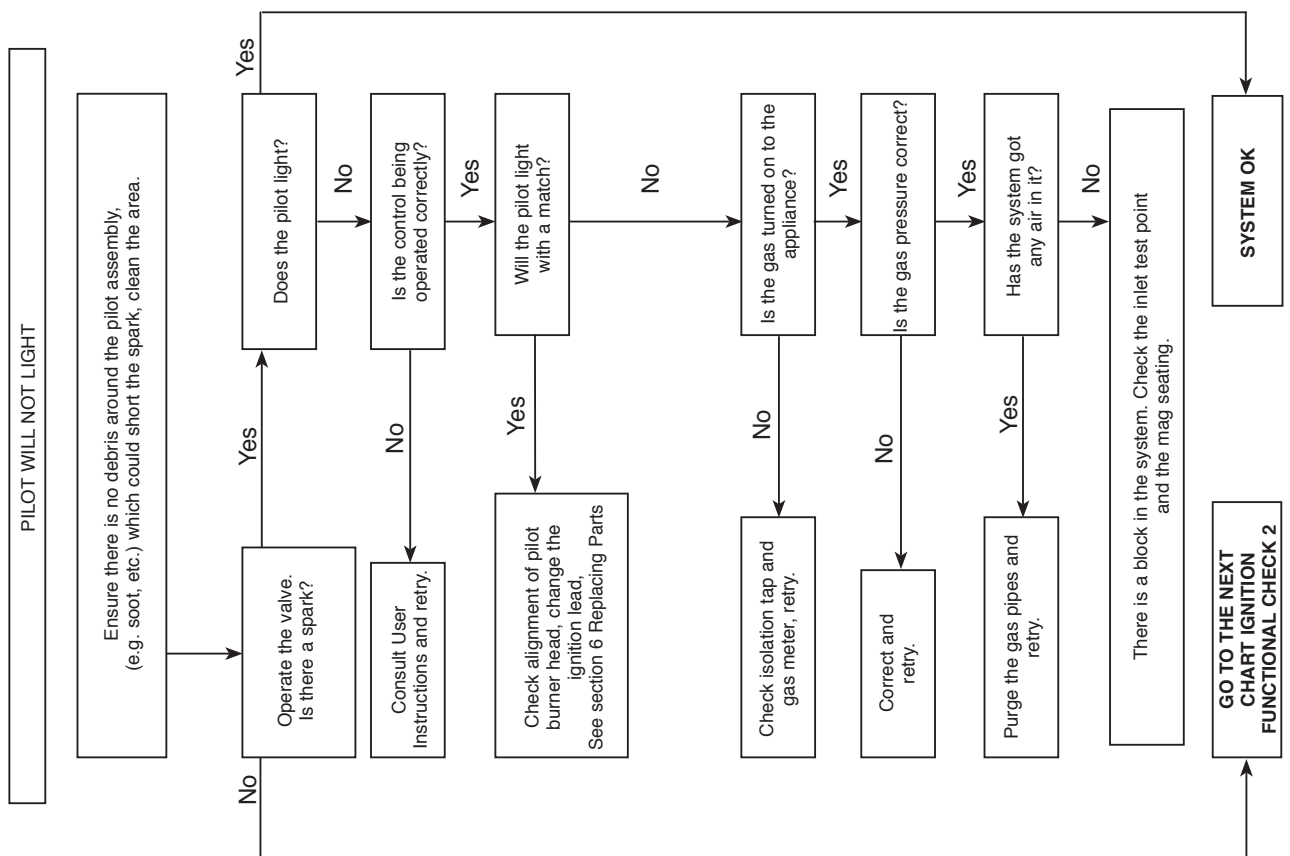 PILOT WILL NOT LIGHT
Ensure there is no debris around the pilot assembly,
(e.g. soot, etc.) which could short the spark, clean the area.
Operate the valve.
Is there a spark?
No
Yes
Does the pilot light?
Yes
No
Is the control being
operated correctly?
No
Consult User
Instructions and retry.
Yes
Will the pilot light
with a match?
Yes
Check alignment of pilot
burner head, change the
ignition lead,
See section 6 Replacing Parts
No
Is the gas turned on to the
appliance?
No
Check isolation tap and
gas meter, retry.
Yes
Is the gas pressure correct?
No
Correct and
retry.
Yes
Has the system got
any air in it?
Yes
Purge the gas pipes and
retry.
No
There is a block in the system. Check the inlet test point
and the mag seating.
GO TO THE NEXT
CHART IGNITION
FUNCTIONAL CHECK 2
SYSTEM OK